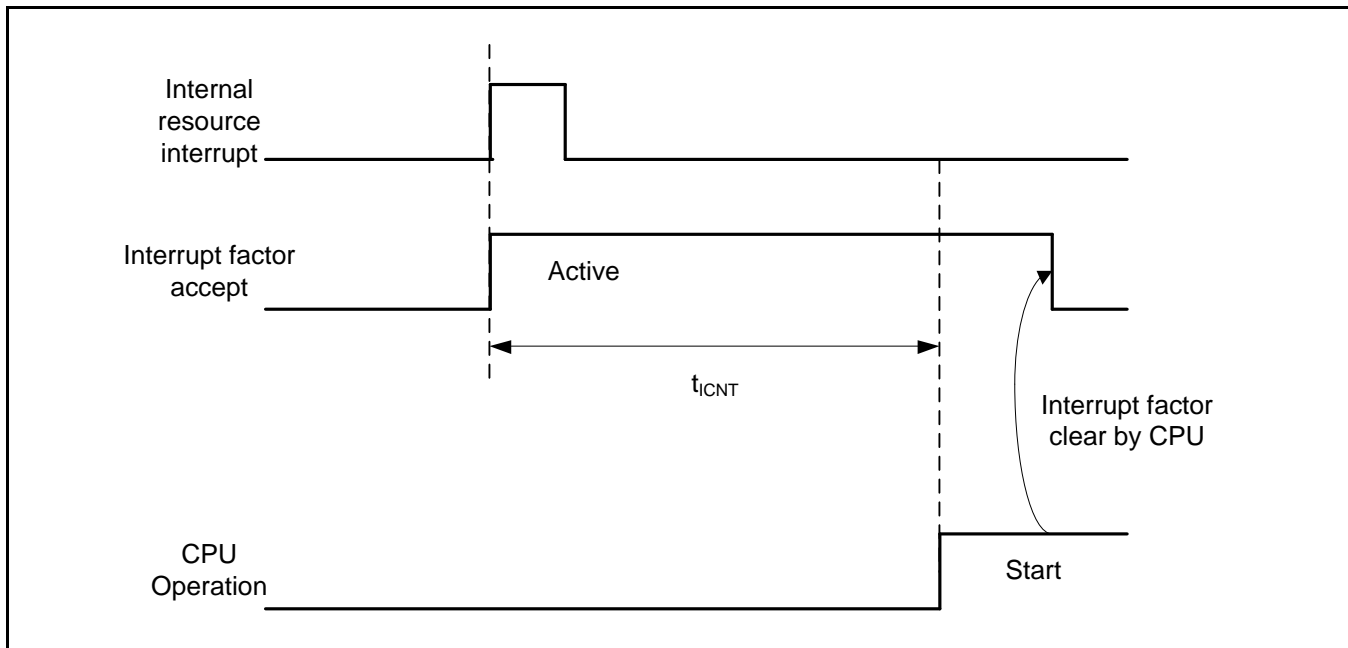 Internal
resource
interrupt
Interrupt factor
accept
Active
tICNT
Interrupt factor
clear by CPU
CPU
Operation
Start